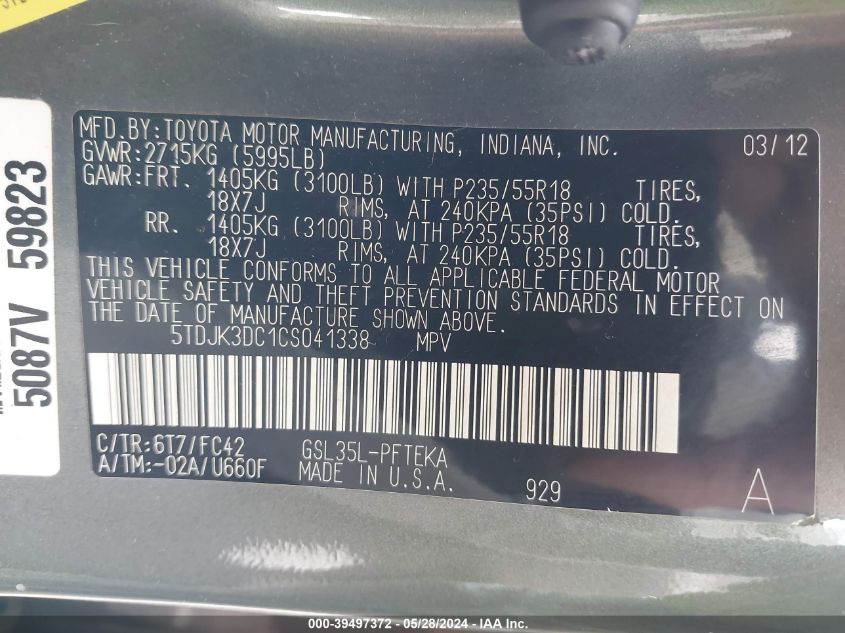 MFD.BY:TOYOTA MOTOR MANUFACTURING, INDIANA, INC. 03/12
GVWR:2715KG (5995LB)
GAWR:FRT. 1405KG (3100LB) WITH P235/55R18 TIRES,
18X7J RIMS, AT 240KPA (35PSI) COLD.
RR. 1405KG (3100LB) WITH P235/55R18 TIRES,
18X7J RIMS, AT 240KPA (35PSI) COLD.
THIS VEHICLE CONFORMS TO ALL APPLICABLE FEDERAL MOTOR
VEHICLE SAFETY AND THEFT PREVENTION STANDARDS IN EFFECT ON
THE DATE OF MANUFACTURE SHOWN ABOVE.
5TDJK3DC1CS041338 MPV
C/TR:6T7/FC42 GSL35L-PFTEKA
A/TM:-02A/U660F MADE IN U.S.A. 929 A
5087V 59823
000-39497372 - 05/28/2024 - IAA Inc.